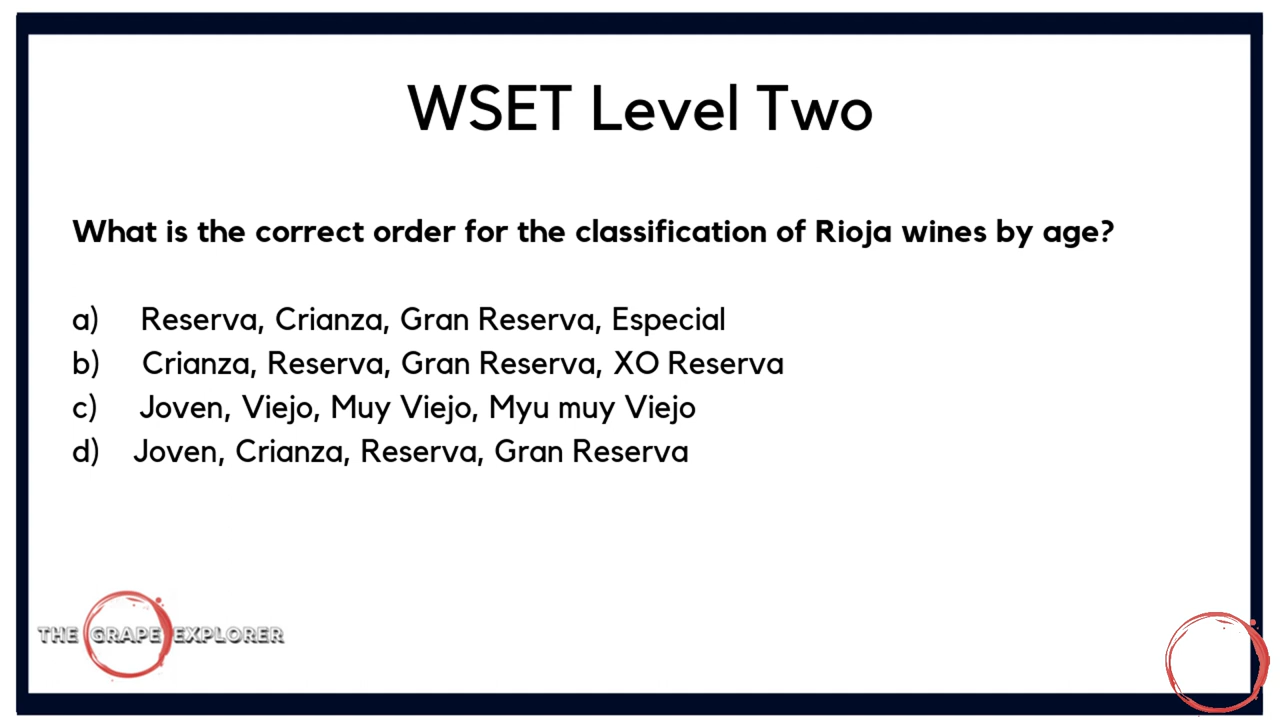 WSET Level Two
What is the correct order for the classification of Rioja wines by age?
a) Reserva, Crianza, Gran Reserva, Especial
b) Crianza, Reserva, Gran Reserva, XO Reserva
c) Joven, Viejo, Muy Viejo, Myu muy Viejo
d) Joven, Crianza, Reserva, Gran Reserva
THE GRAPE EXPLORER